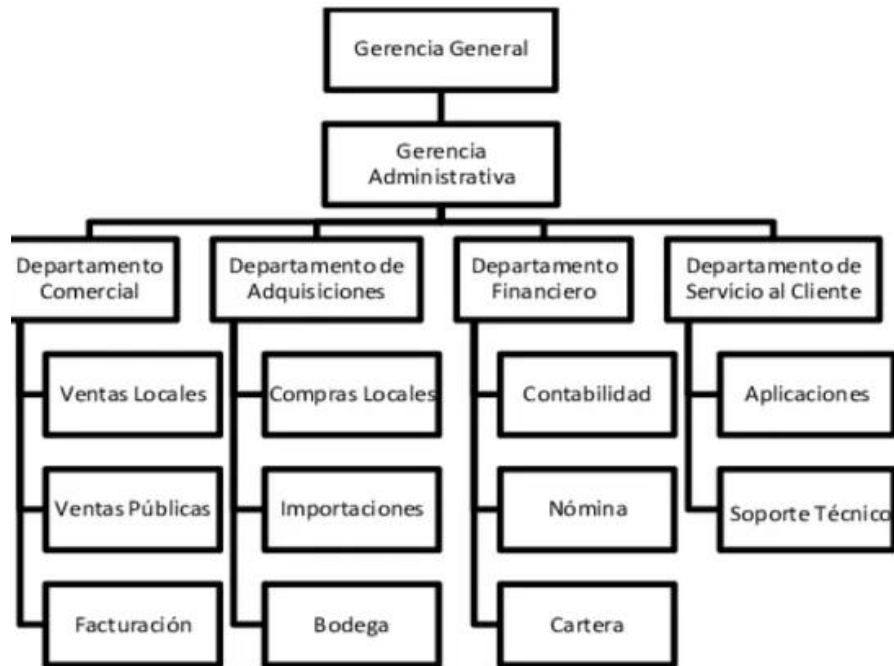 Gerencia General
Gerencia
Administrativa
Departamento
Comercial
Departamento de
Adquisiciones
Departamento
Financiero
Departamento de
Servicio al Cliente
Ventas Locales
Compras Locales
Contabilidad
Aplicaciones
Ventas Públicas
Importaciones
Nómina
Soporte Técnico
Facturación
Bodega
Cartera